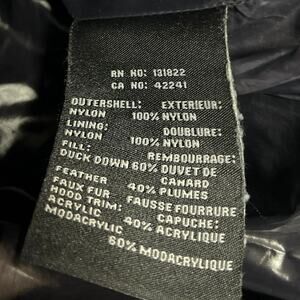 RN NO: 131822
CA NO: 42241
OUTERSHELL: EXTERIEUR:
NYLON 100% NYLON
LINING: DOUBLURE:
NYLON 100% NYLON
FILL: REMBOURRAGE:
DUCK DOWN 60% DUVET DE
CANARD
FEATHER 40% PLUMES
FAUX FUR FAUSSE FOURRURE
HOOD TRIM: CAPUCHE:
ACRYLIC 40% ACRYLIQUE
MODACRYLIC
60% MODACRYLIQUE